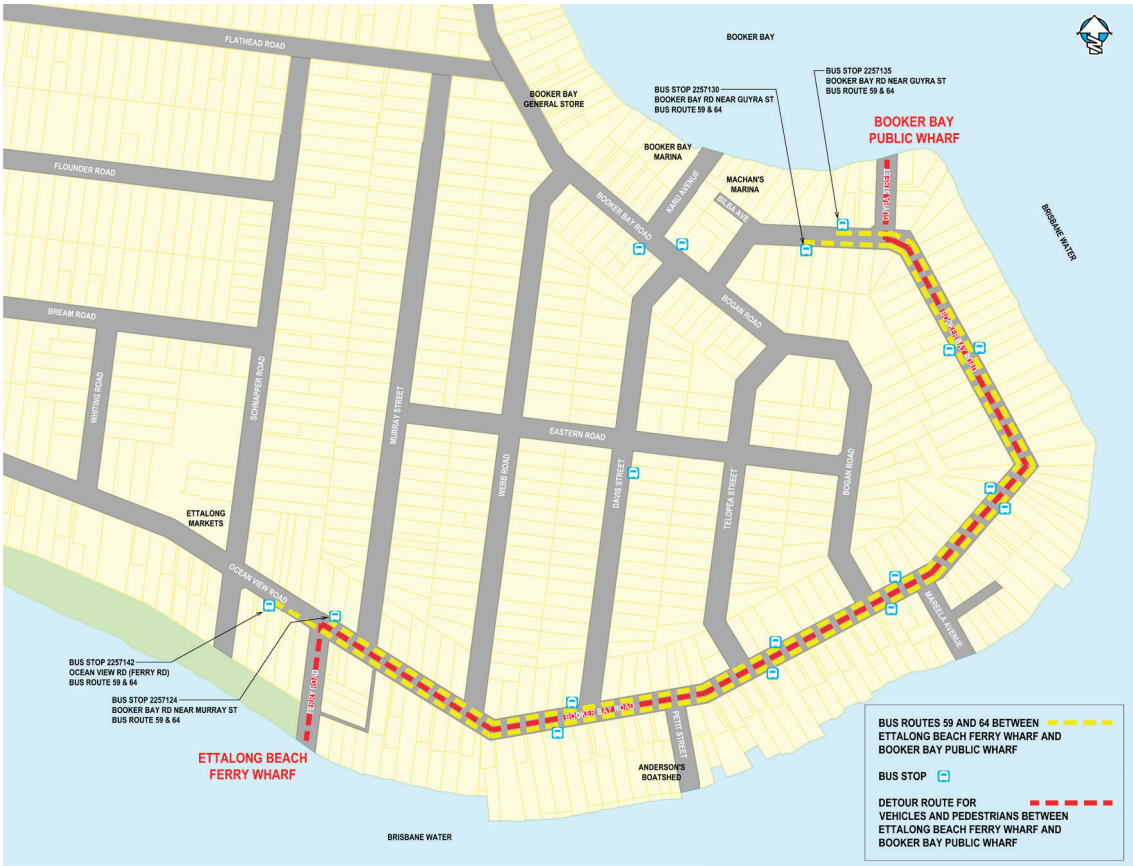 FLATHEAD ROAD
BOOKER BAY
BUS STOP 2257135
BOOKER BAY RD NEAR GUYRA ST
BUS ROUTE 59 & 64
BUS STOP 2257130
BOOKER BAY RD NEAR GUYRA ST
BUS ROUTE 59 & 64
BOOKER BAY
GENERAL STORE
BOOKER BAY
PUBLIC WHARF
BOOKER BAY
MARINA
FLOUNDER ROAD
MACHAN'S
MARINA
KARU AVENUE
BILBA AVE
GUYRA STREET
BOOKER BAY ROAD
BRISBANE WATER
BREAM ROAD
BOGAN ROAD
BOOKER BAY ROAD
WHITING ROAD
SCHNAPPER ROAD
MURRAY STREET
EASTERN ROAD
WEBB ROAD
DAVIS STREET
TELOPEA STREET
BOGAN ROAD
ETTALONG
MARKETS
OCEAN VIEW ROAD
MAREELA AVENUE
BUS STOP 2257142
OCEAN VIEW RD (FERRY RD)
BUS ROUTE 59 & 64
BUS STOP 2257124
BOOKER BAY RD NEAR MURRAY ST
BUS ROUTE 59 & 64
FERRY ROAD
BOOKER BAY ROAD
PETIT STREET
ETTALONG BEACH
FERRY WHARF
ANDERSON'S
BOATSHED
BRISBANE WATER
BUS ROUTES 59 AND 64 BETWEEN
ETTALONG BEACH FERRY WHARF AND
BOOKER BAY PUBLIC WHARF
BUS STOP
DETOUR ROUTE FOR
VEHICLES AND PEDESTRIANS BETWEEN
ETTALONG BEACH FERRY WHARF AND
BOOKER BAY PUBLIC WHARF